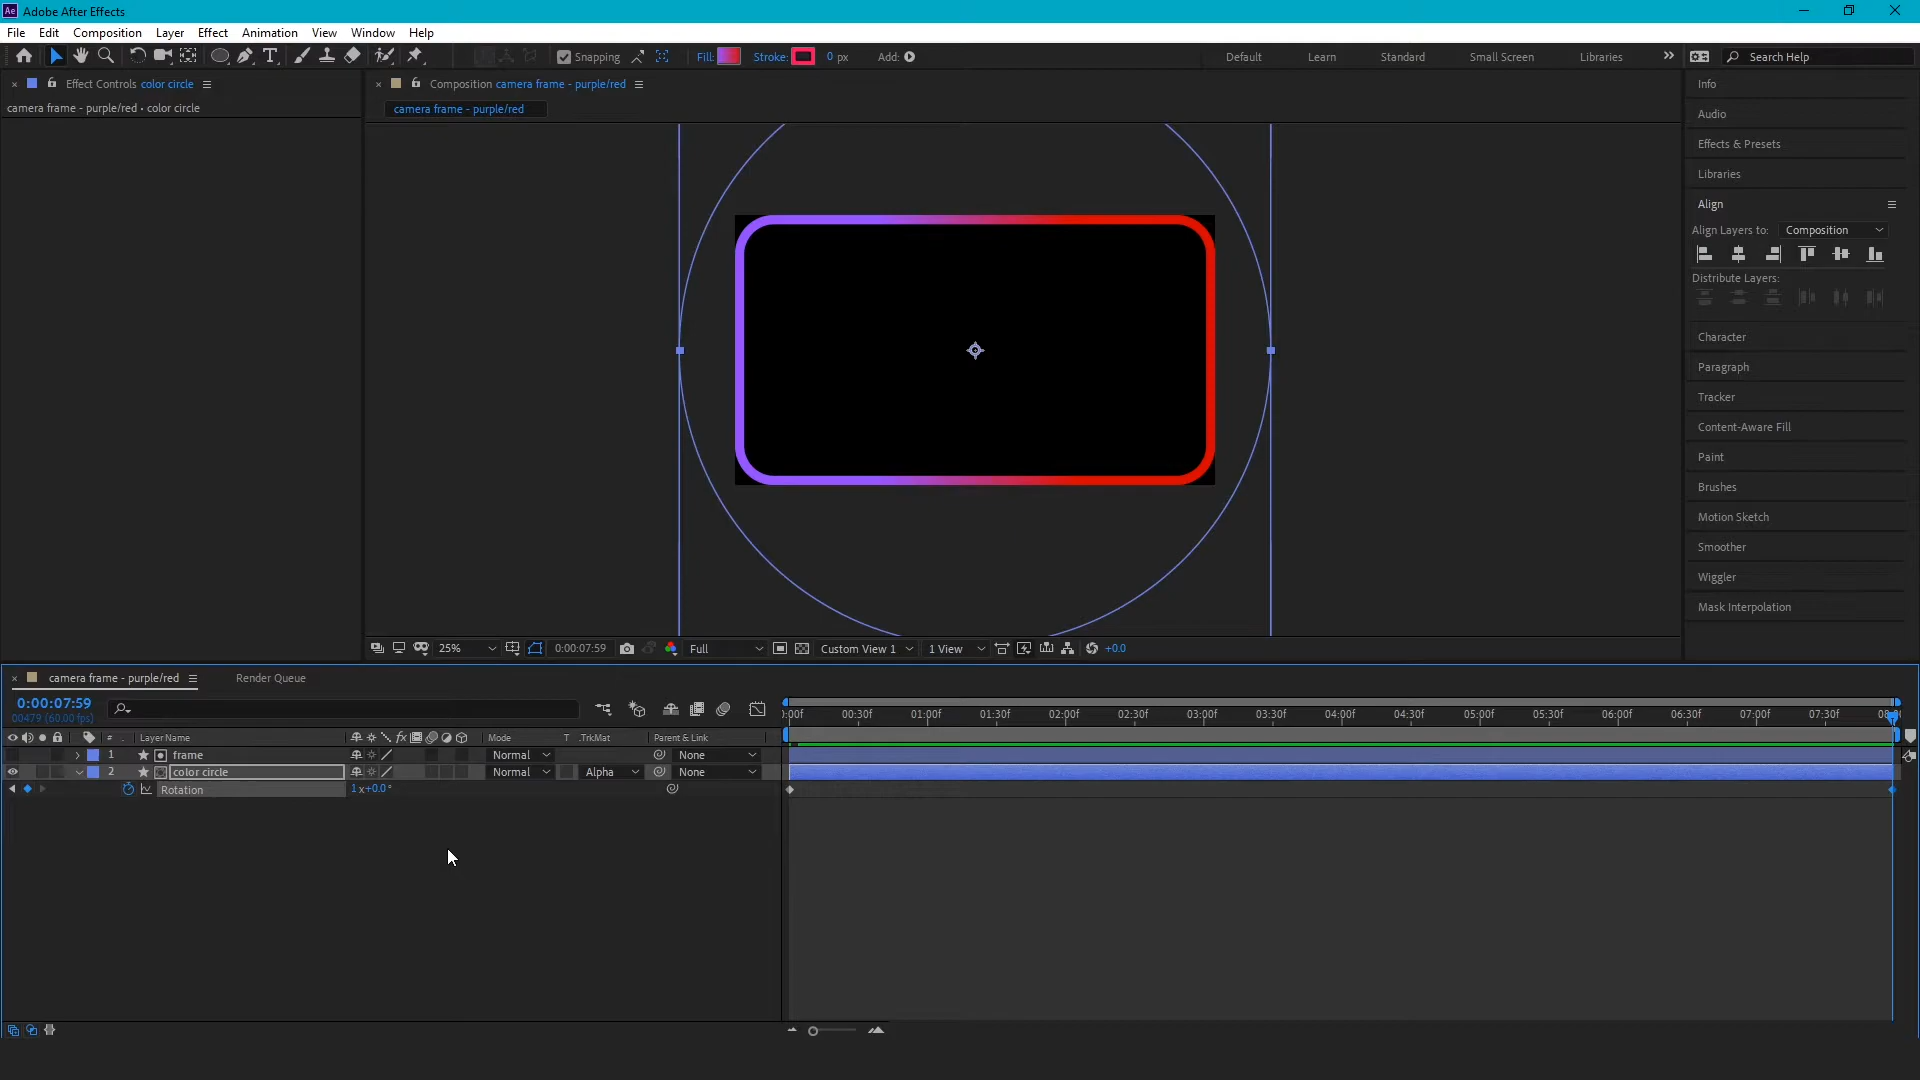 Ae Adobe After Effects
File Edit Composition Layer Effect Animation View Window Help
Snapping Fill: Stroke: 0 px Add: Default Learn Standard Small Screen Libraries Search Help
Effect Controls color circle
camera frame - purple/red • color circle
Composition camera frame - purple/red
camera frame - purple/red
Info
Audio
Effects & Presets
Libraries
Align
Align Layers to: Composition
Distribute Layers:
Character
Paragraph
Tracker
Content-Aware Fill
Paint
Brushes
Motion Sketch
Smoother
Wiggler
Mask Interpolation
25% 0:00:07:59 Full Custom View 1 1 View +0.0
camera frame - purple/red Render Queue
0:00:07:59
00479 (60.00 fps)
:00f 00:30f 01:00f 01:30f 02:00f 02:30f 03:00f 03:30f 04:00f 04:30f 05:00f 05:30f 06:00f 06:30f 07:00f 07:30f
# Layer Name Mode T .TrkMat Parent & Link
1 frame Normal None
2 color circle Normal Alpha None
Rotation 1x+0.0°